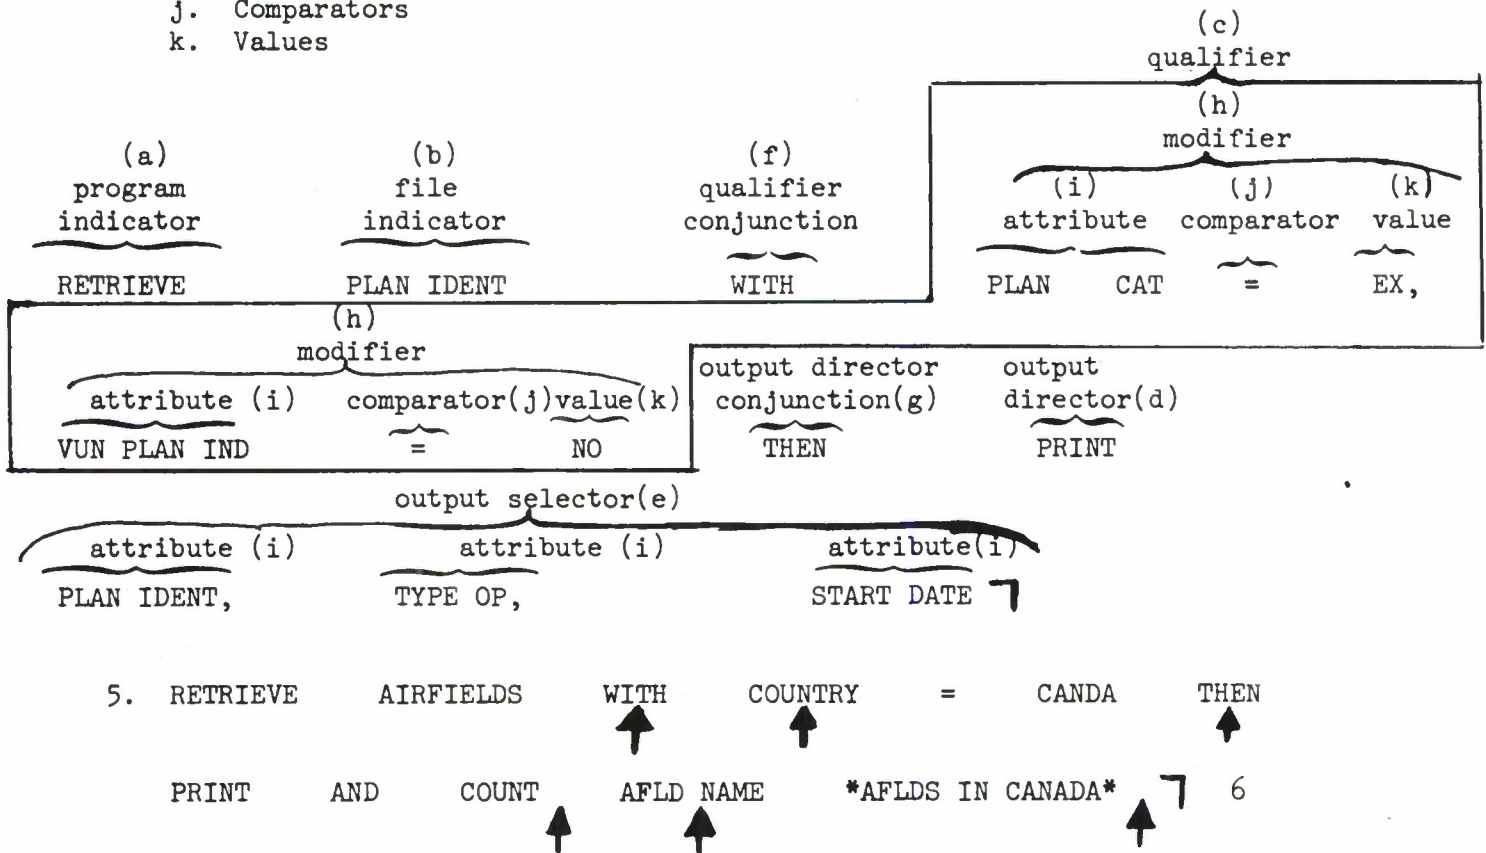 j. Comparators
k. Values
(c)
qualifier
(h)
modifier
(a) (b) (f) (i) (j) (k)
program file qualifier attribute comparator value
indicator indicator conjunction
RETRIEVE PLAN IDENT WITH PLAN CAT = EX,
(h)
modifier
attribute (i) comparator(j) value(k)
VUN PLAN IND = NO
output director output
conjunction(g) director(d)
THEN PRINT
output selector(e)
attribute (i) attribute (i) attribute(i)
PLAN IDENT, TYPE OP, START DATE ┐
5. RETRIEVE AIRFIELDS WITH COUNTRY = CANDA THEN
PRINT AND COUNT AFLD NAME *AFLDS IN CANADA* ┐ 6